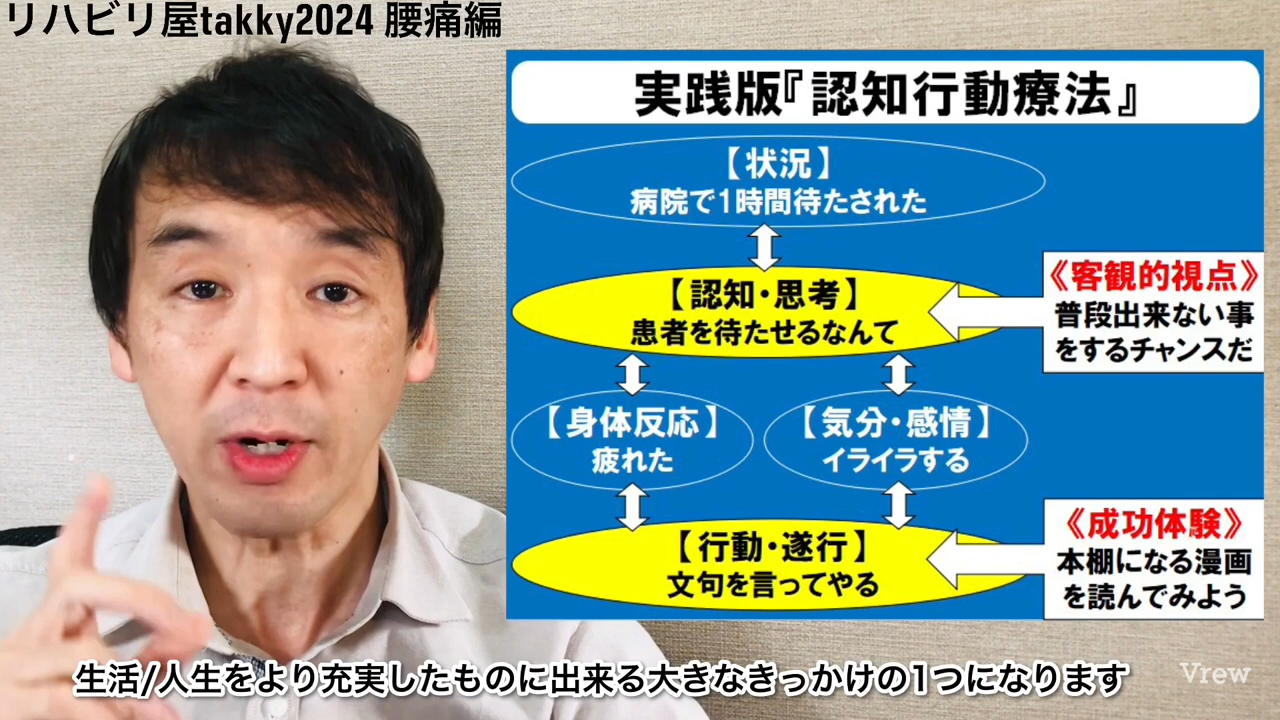 リハビリ屋takky2024 腰痛編
実践版『認知行動療法』
【状況】
病院で1時間待たされた
【認知・思考】
患者を待たせるなんて
《客観的視点》
普段出来ない事
をするチャンスだ
【身体反応】
疲れた
【気分・感情】
イライラする
【行動・遂行】
文句を言ってやる
《成功体験》
本棚になる漫画
を読んでみよう
生活/人生をより充実したものに出来る大きなきっかけの1つになります
Vrew